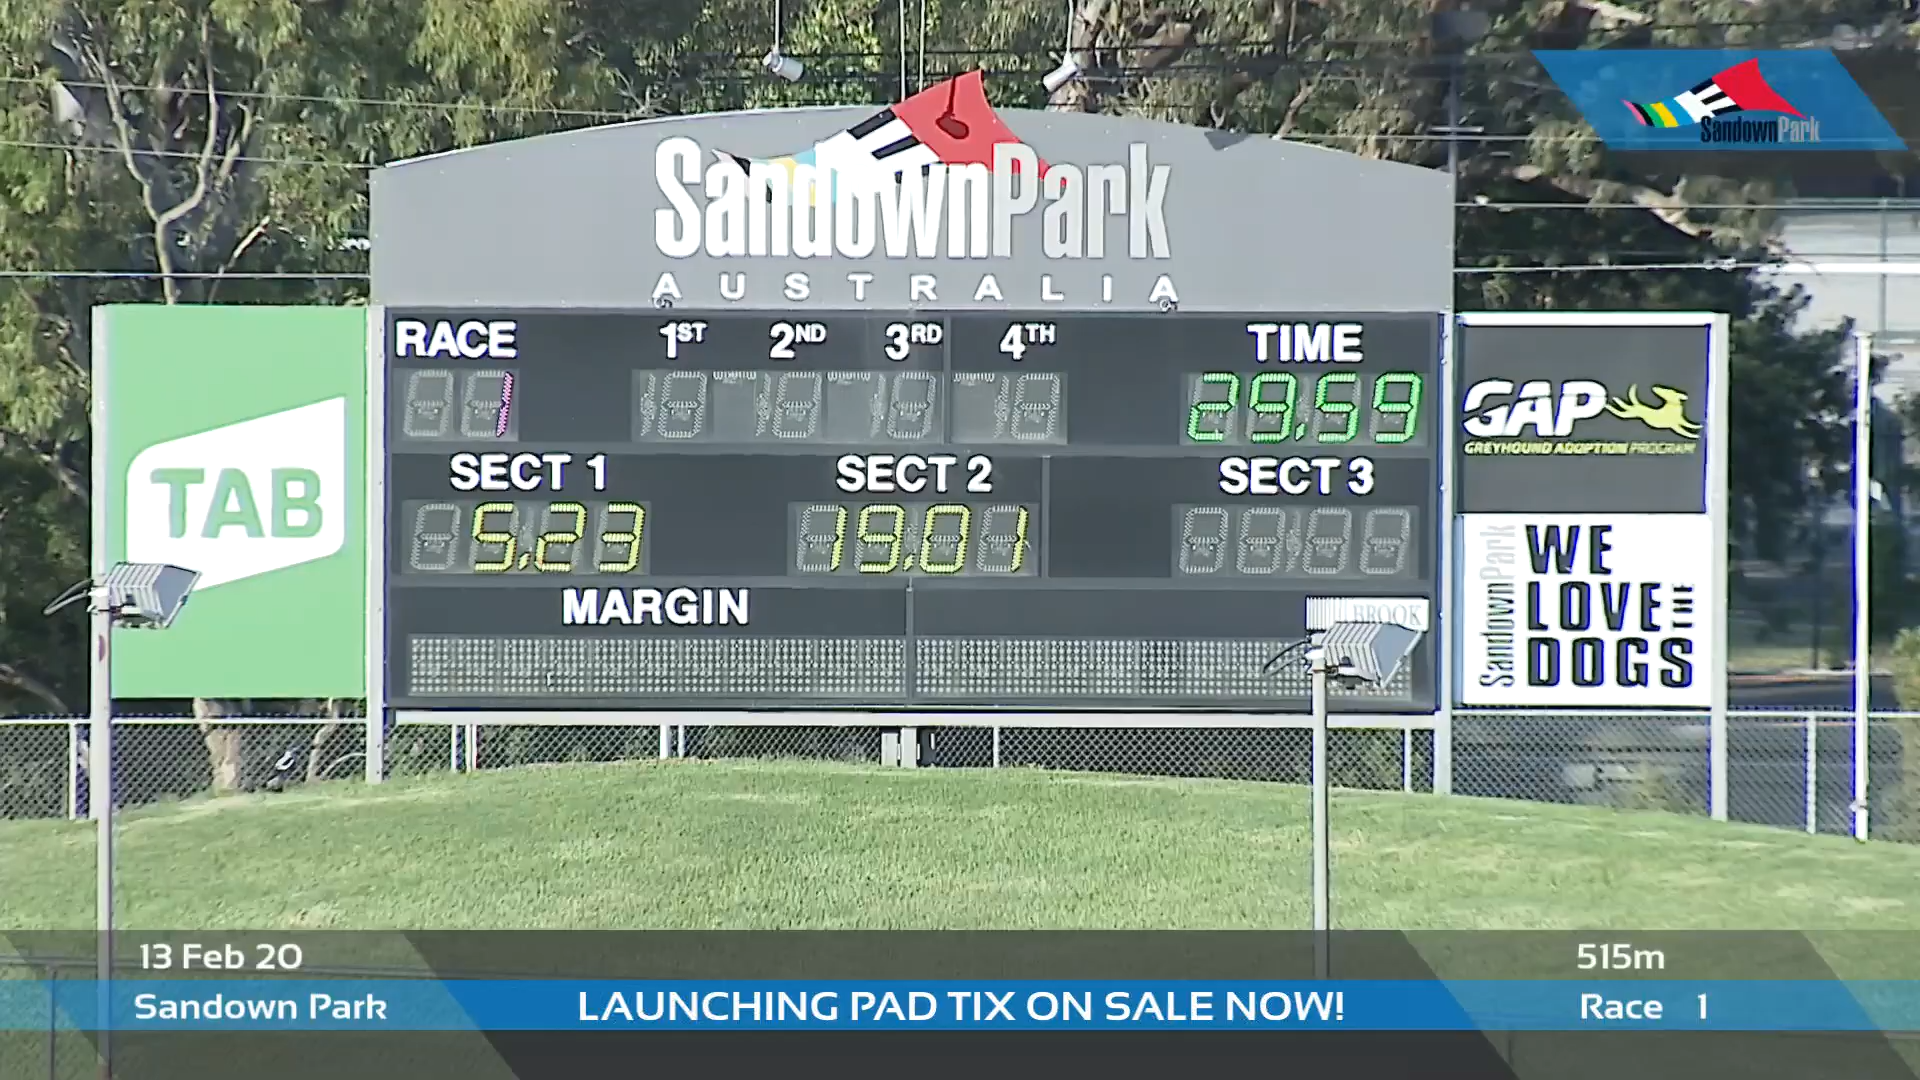 SandownPark
SandownPark
AUSTRALIA
RACE 1ST 2ND 3RD 4TH TIME
1 29.59
SECT 1 SECT 2 SECT 3
5.23 19.01
MARGIN
BROOK
TAB
GAP
GREYHOUND ADOPTION PROGRAM
SandownPark
WE
LOVE THE
DOGS
13 Feb 20
515m
Sandown Park
LAUNCHING PAD TIX ON SALE NOW!
Race 1